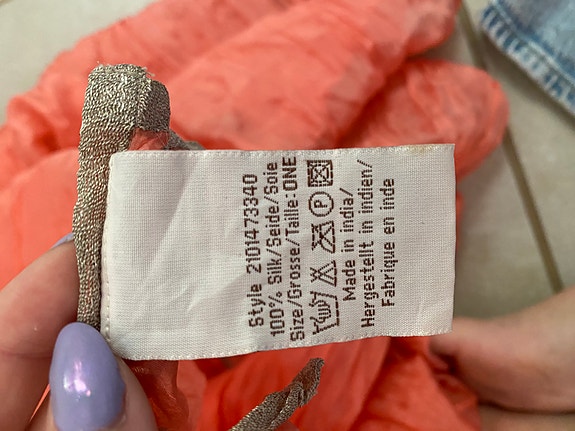 Style 2101473340
100% Silk/Seide/Soie
Size/Grosse/Taille:ONE
P
Made in india/
Hergestellt in indien/
Fabrique en inde